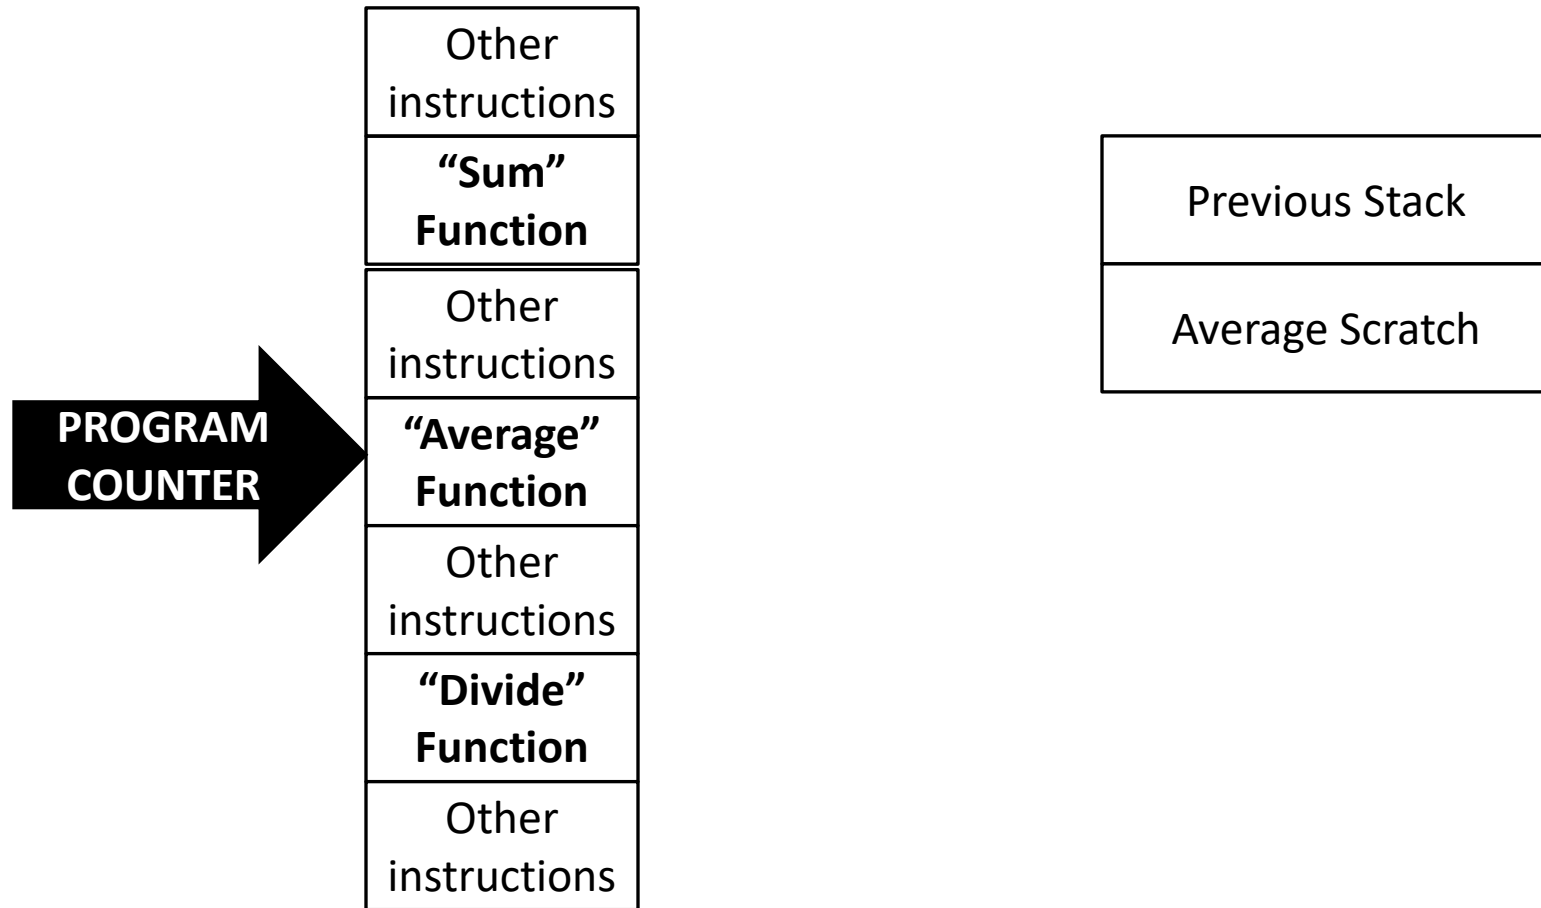 Other
instructions
“Sum”
Function
Other
instructions
PROGRAM
COUNTER
“Average”
Function
Other
instructions
“Divide”
Function
Other
instructions
Previous Stack
Average Scratch